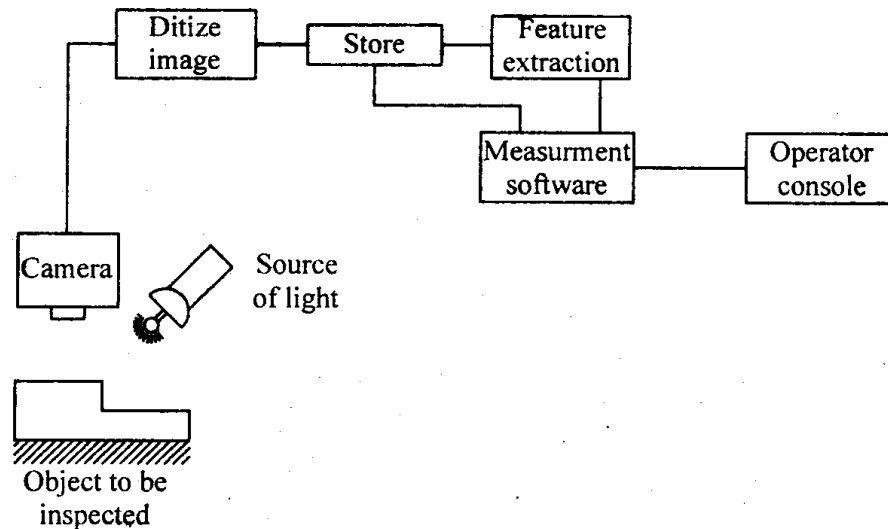 Ditize
image
Store
Feature
extraction
Measurment
software
Operator
console
Camera
Source
of light
Object to be
inspected